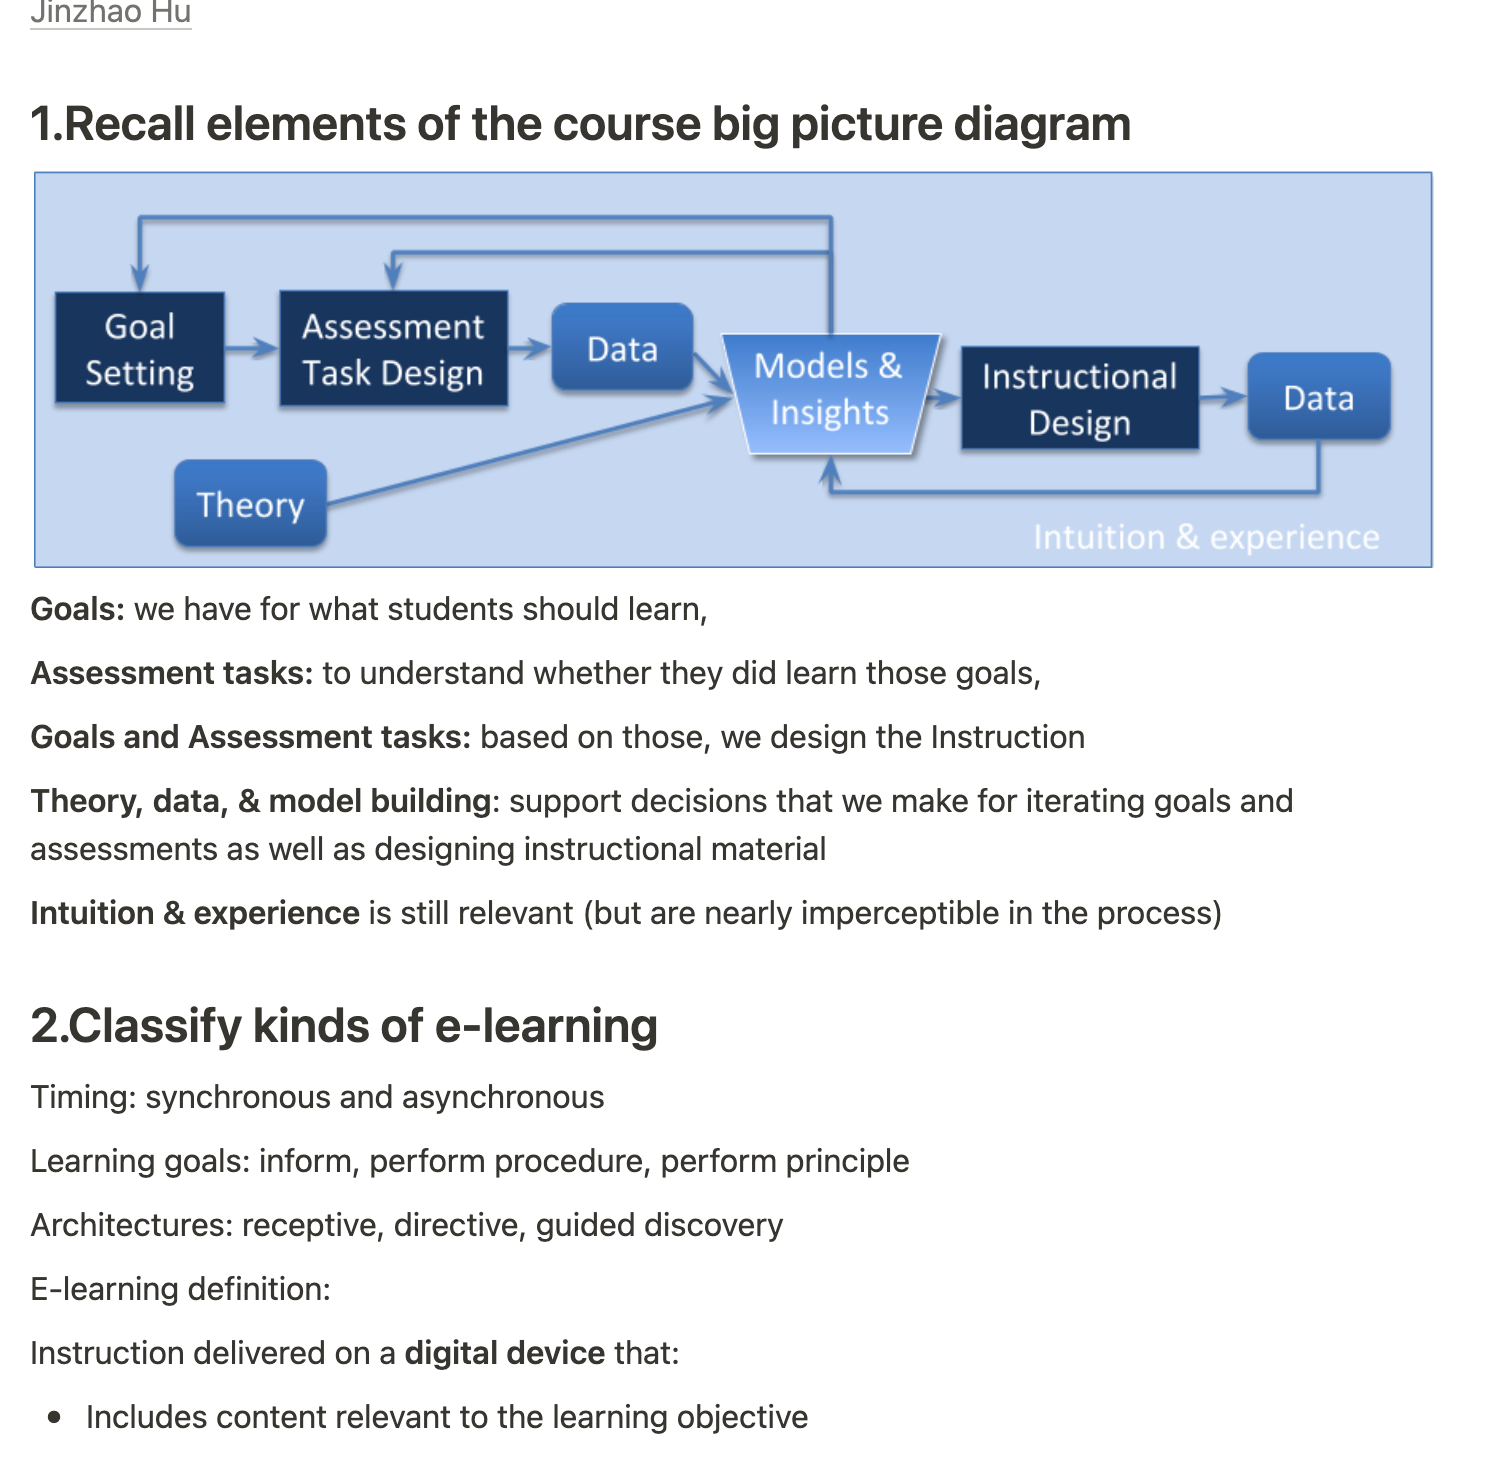 Jinzhao Hu
1.Recall elements of the course big picture diagram
Goal
Setting
Assessment
Task Design
Data
Models &
Insights
Instructional
Design
Data
Theory
Intuition & experience
Goals: we have for what students should learn,
Assessment tasks: to understand whether they did learn those goals,
Goals and Assessment tasks: based on those, we design the Instruction
Theory, data, & model building: support decisions that we make for iterating goals and
assessments as well as designing instructional material
Intuition & experience is still relevant (but are nearly imperceptible in the process)
2.Classify kinds of e-learning
Timing: synchronous and asynchronous
Learning goals: inform, perform procedure, perform principle
Architectures: receptive, directive, guided discovery
E-learning definition:
Instruction delivered on a digital device that:
• Includes content relevant to the learning objective